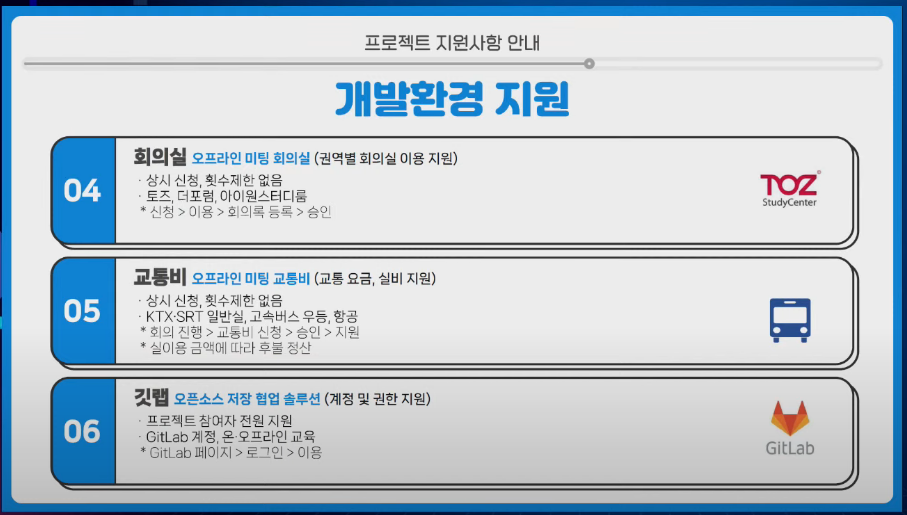 프로젝트 지원사항 안내
개발환경 지원
04
회의실 오프라인 미팅 회의실 (권역별 회의실 이용 지원)
· 상시 신청, 횟수제한 없음
· 토즈, 더포럼, 아이원스터디룸
* 신청 > 이용 > 회의록 등록 > 승인
TOZ
StudyCenter
05
교통비 오프라인 미팅 교통비 (교통 요금, 실비 지원)
· 상시 신청, 횟수제한 없음
· KTX·SRT 일반실, 고속버스 우등, 항공
* 회의 진행 > 교통비 신청 > 승인 > 지원
* 실이용 금액에 따라 후불 정산
06
깃랩 오픈소스 저장 협업 솔루션 (계정 및 권한 지원)
· 프로젝트 참여자 전원 지원
· GitLab 계정, 온·오프라인 교육
* GitLab 페이지 > 로그인 > 이용
GitLab